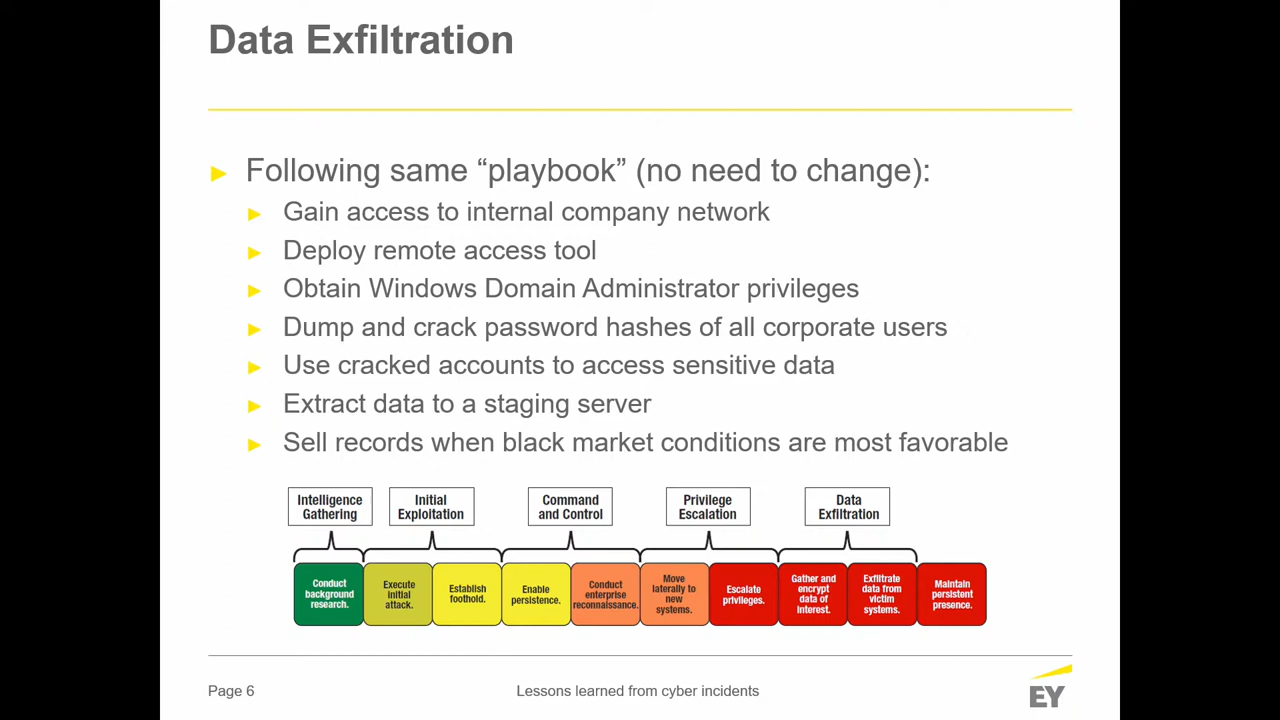 Data Exfiltration
Following same “playbook” (no need to change):
Gain access to internal company network
Deploy remote access tool
Obtain Windows Domain Administrator privileges
Dump and crack password hashes of all corporate users
Use cracked accounts to access sensitive data
Extract data to a staging server
Sell records when black market conditions are most favorable
Intelligence
Gathering
Initial
Exploitation
Command
and Control
Privilege
Escalation
Data
Exfiltration
Conduct
background
research.
Execute
initial
attack.
Establish
foothold.
Enable
persistence.
Conduct
enterprise
reconnaissance.
Move
laterally to
new
systems.
Escalate
privileges.
Gather and
encrypt
data of
interest.
Exfiltrate
data from
victim
systems.
Maintain
persistent
presence.
Page 6
Lessons learned from cyber incidents
EY